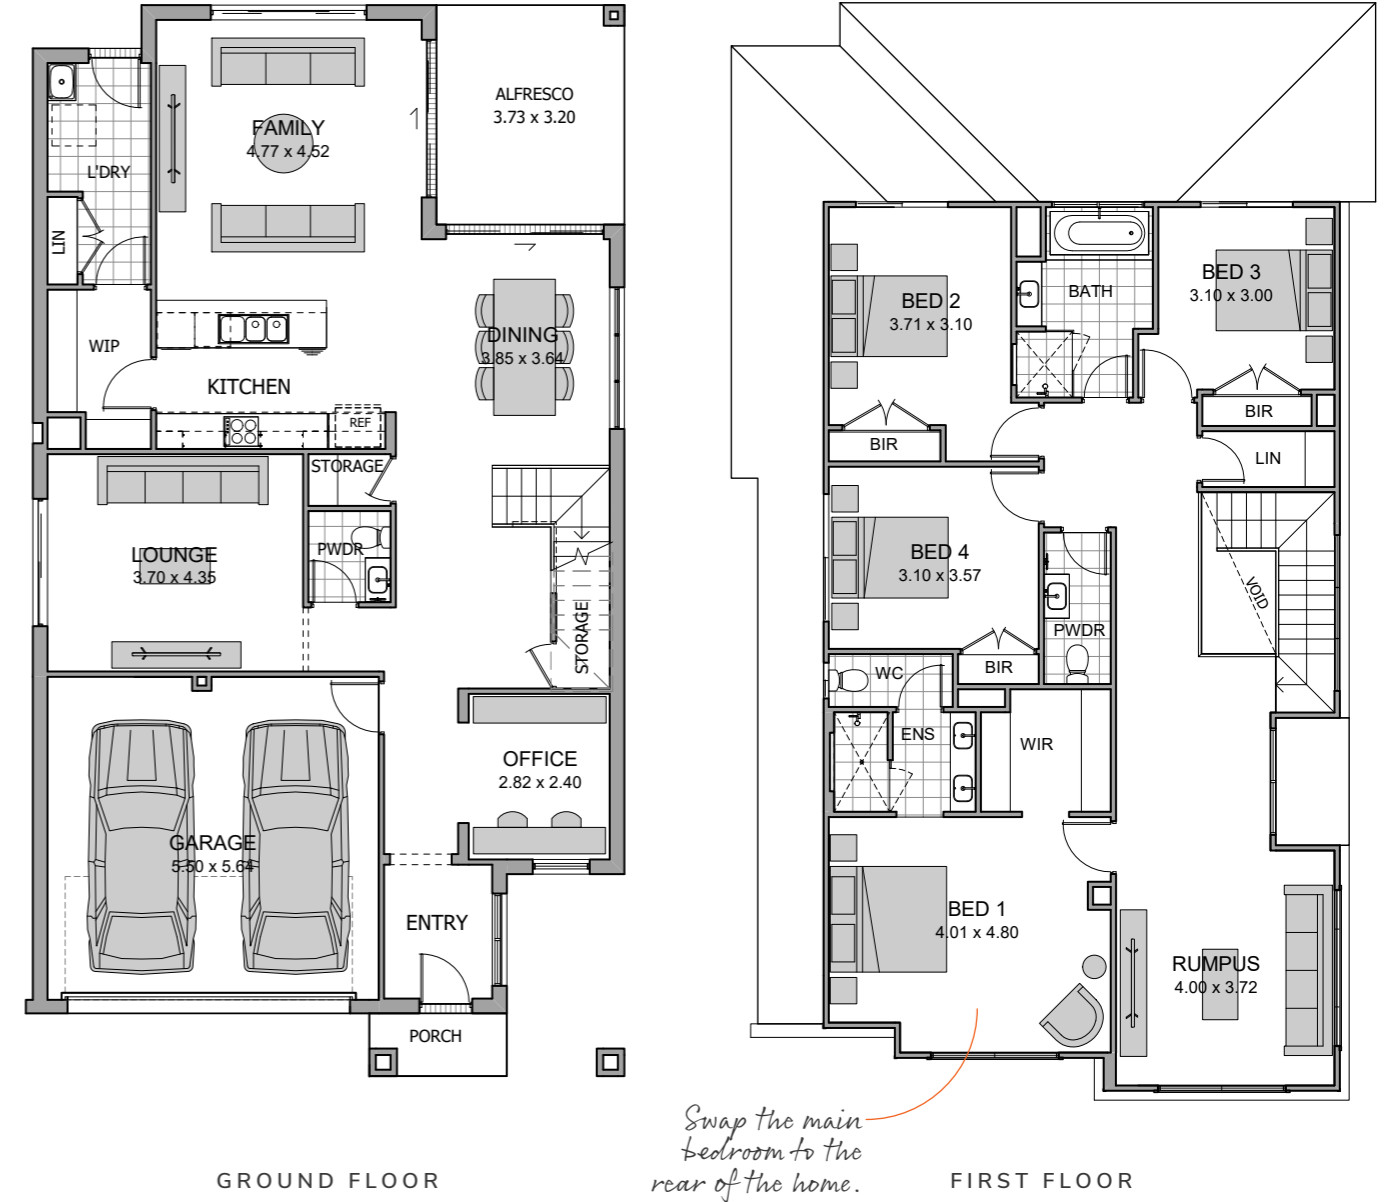 FAMILY
4.77 x 4.52
ALFRESCO
3.73 x 3.20
L'DRY
LIN
WIP
KITCHEN
DINING
3.85 x 3.64
REF
STORAGE
LOUNGE
3.70 x 4.35
PWDR
STORAGE
OFFICE
2.82 x 2.40
GARAGE
5.50 x 5.64
ENTRY
PORCH
GROUND FLOOR
BED 2
3.71 x 3.10
BATH
BED 3
3.10 x 3.00
BIR
BIR
LIN
BED 4
3.10 x 3.57
VOID
PWDR
BIR
WC
ENS
WIR
BED 1
4.01 x 4.80
RUMPUS
4.00 x 3.72
Swap the main
bedroom to the
rear of the home.
FIRST FLOOR